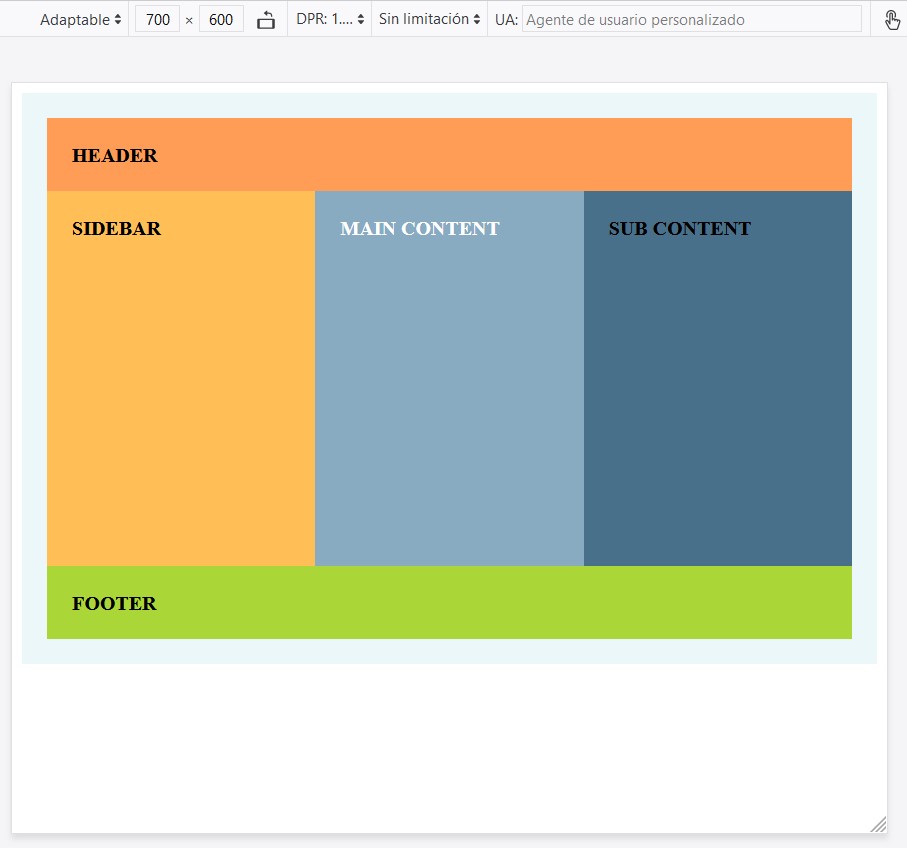 Adaptable 700 × 600 DPR: 1.... Sin limitación UA: Agente de usuario personalizado
HEADER
SIDEBAR MAIN CONTENT SUB CONTENT
FOOTER